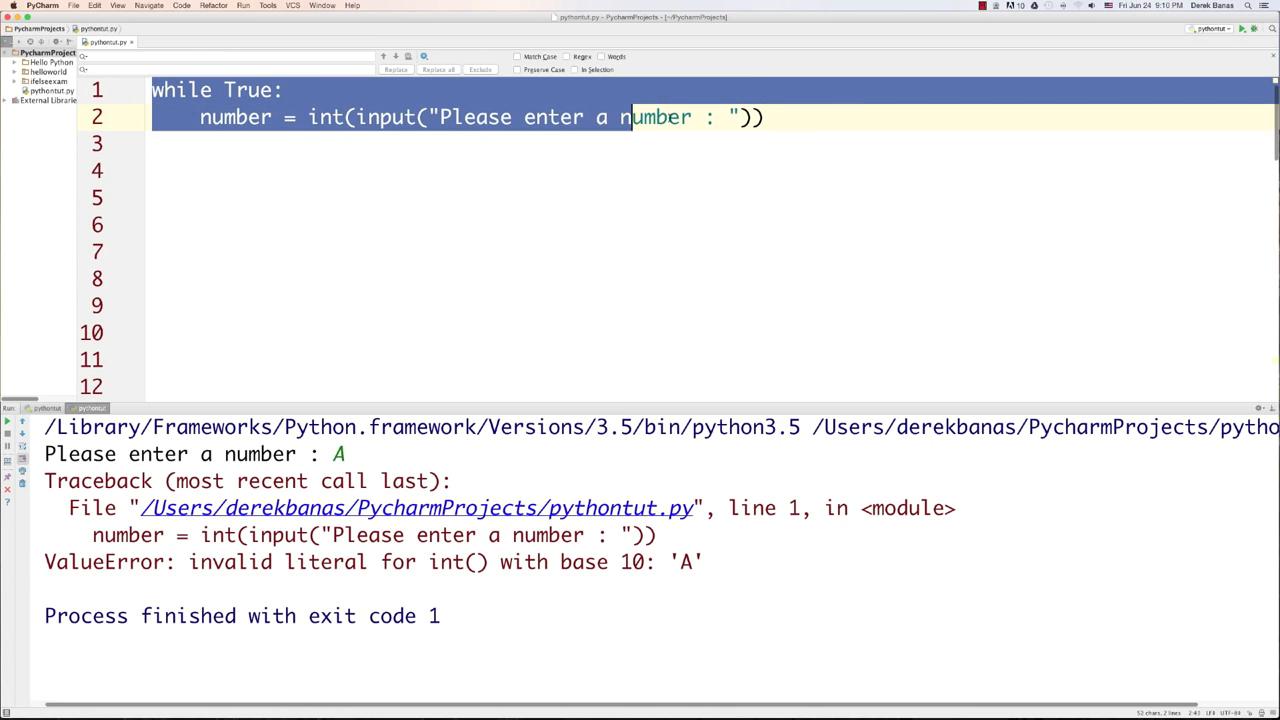 PyCharm File Edit View Navigate Code Refactor Run Tools VCS Window Help
10 Fri Jun 24 9:10 PM Derek Banas
pythontut.py - PycharmProjects - [~/PycharmProjects]
PycharmProjects pythontut.py
pythontut
pythontut.py
PycharmProject
Hello Python
helloworld
ifelseexam
pythontut.py
External Librarie
Match Case Regex Words
Replace Replace all Exclude Preserve Case In Selection
1 while True:
2 number = int(input("Please enter a number : "))
3
4
5
6
7
8
9
10
11
12
Run: pythontut pythontut
/Library/Frameworks/Python.framework/Versions/3.5/bin/python3.5 /Users/derekbanas/PycharmProjects/pytho
Please enter a number : A
Traceback (most recent call last):
File "/Users/derekbanas/PycharmProjects/pythontut.py", line 1, in <module>
number = int(input("Please enter a number : "))
ValueError: invalid literal for int() with base 10: 'A'
Process finished with exit code 1
52 chars, 2 lines 2:41 LF≑ UTF-8≑